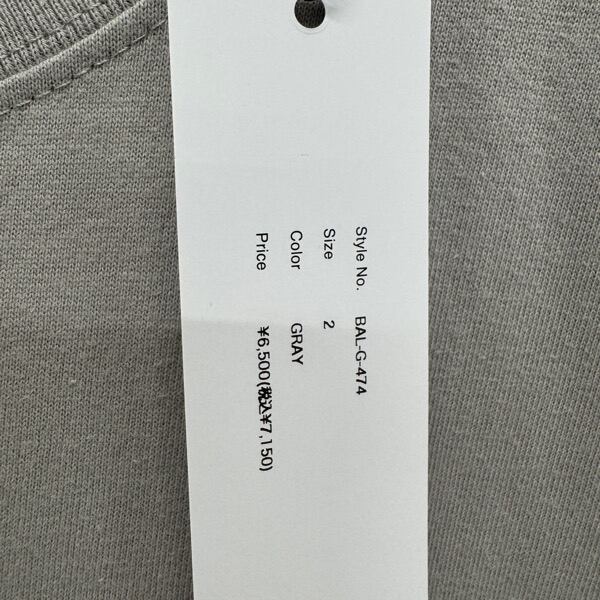 Style No. BAL-G-474
Size 2
Color GRAY
Price ¥6,500(税込¥7,150)